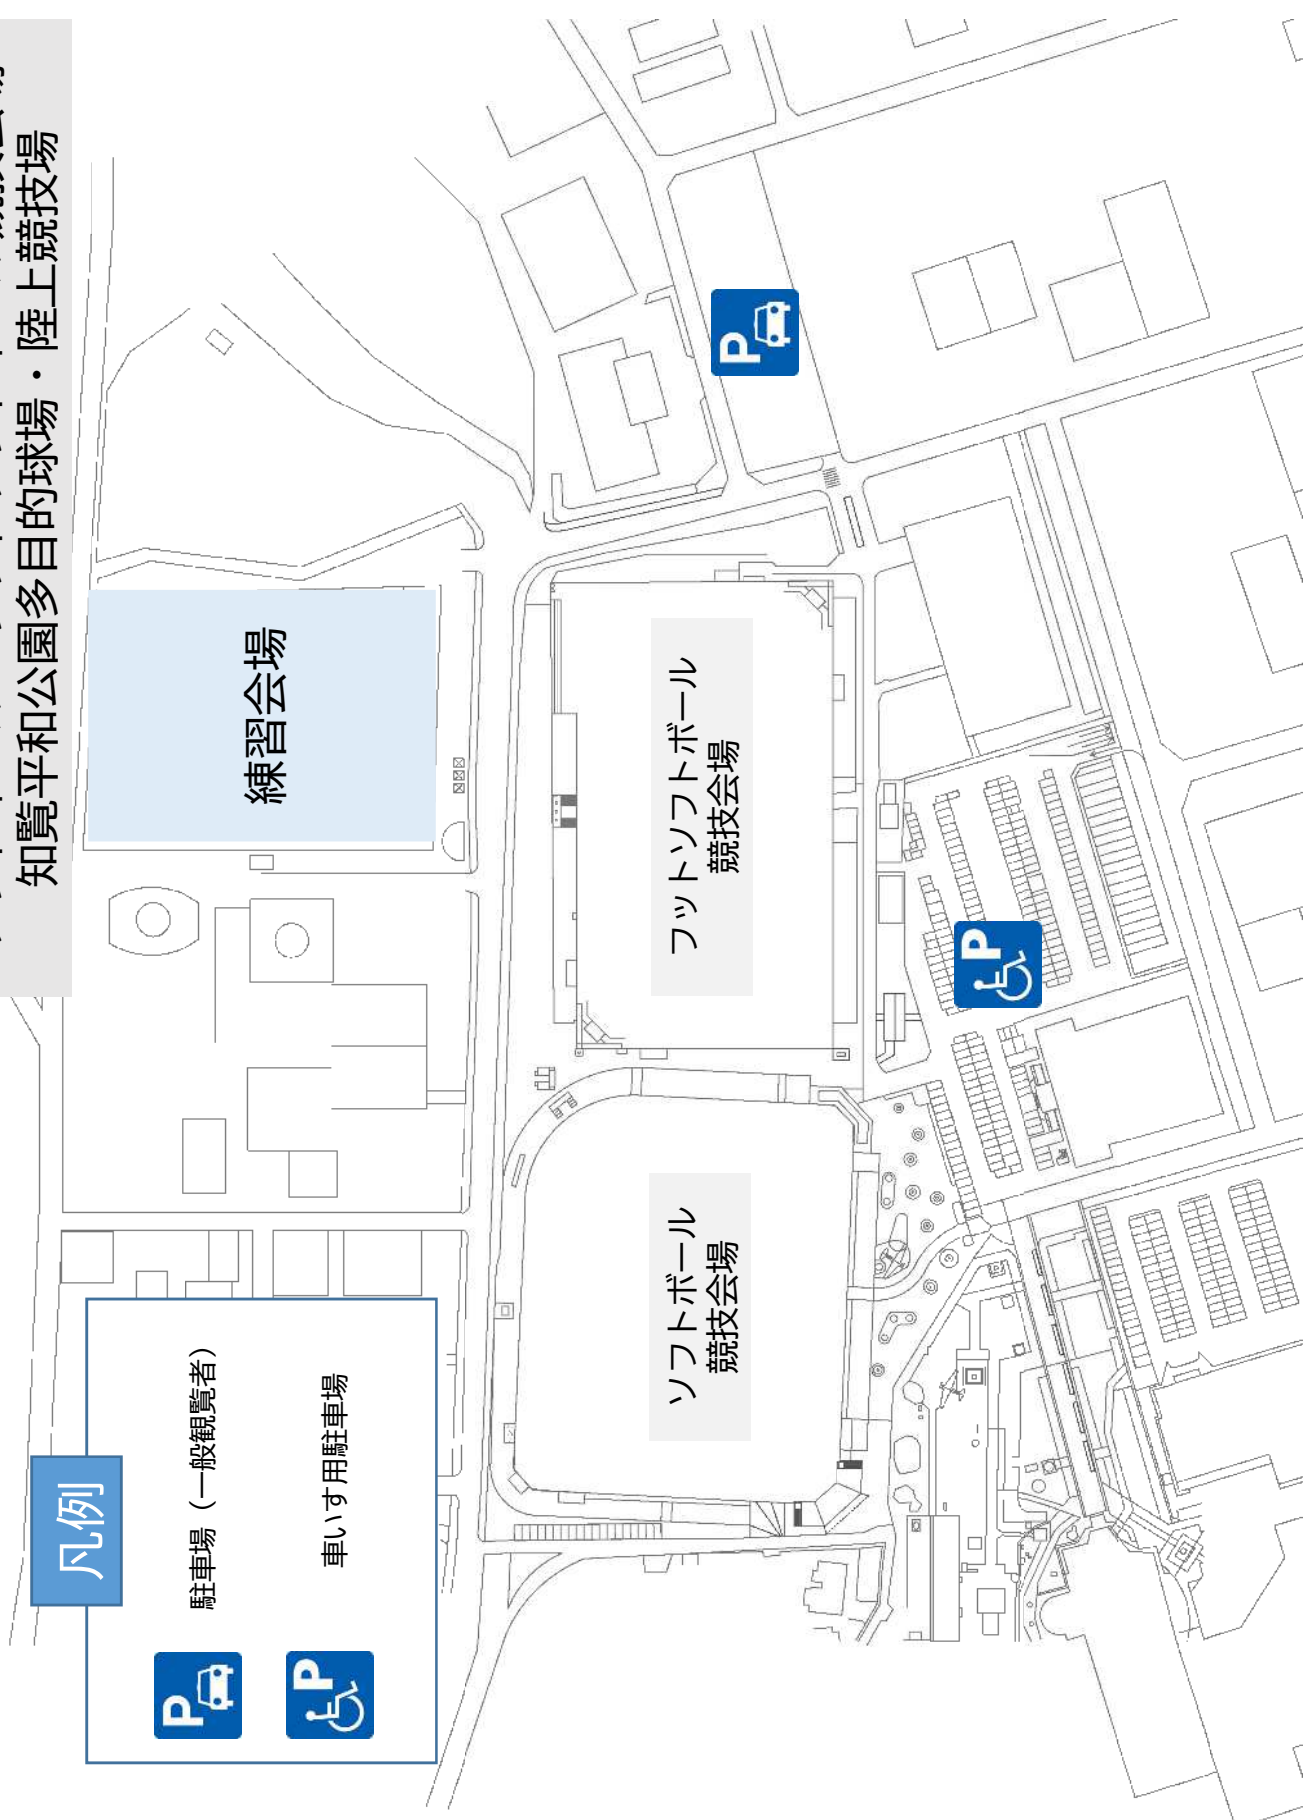 知覧平和公園多目的球場・陸上競技場
凡例
P
駐車場（一般観覧者）
P
車いす用駐車場
練習会場
ソフトボール
競技会場
フットソフトボール
競技会場
P
P